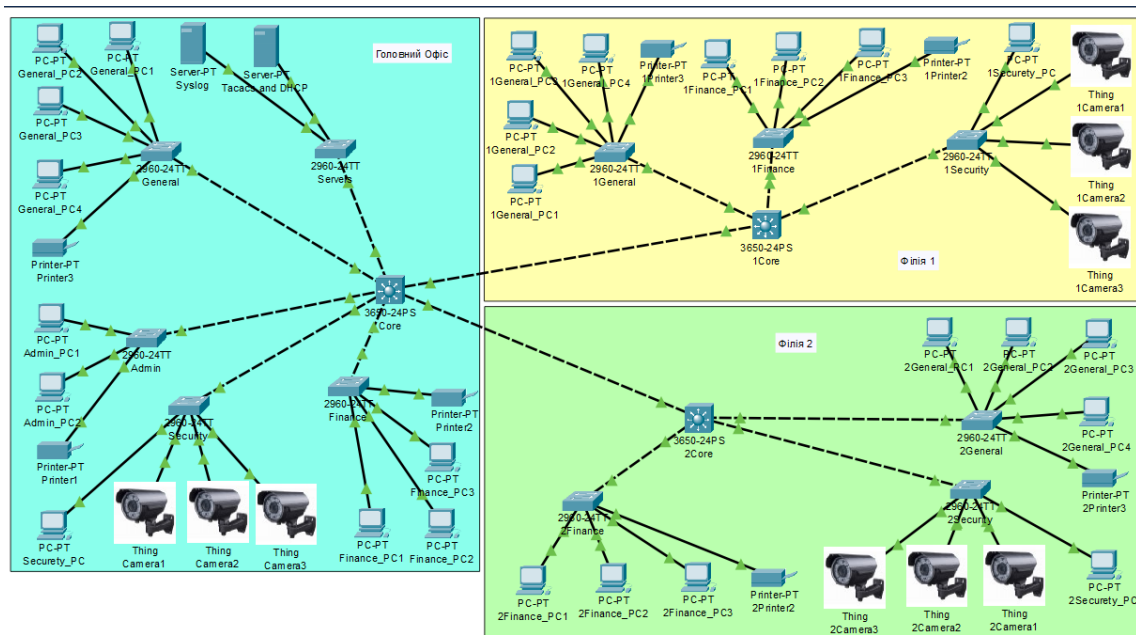 Головний Офіс
PC-PT
General_PC2
PC-PT
General_PC1
Server-PT
Syslog
Server-PT
Tacacs and DHCP
PC-PT
General_PC3
2960-24TT
General
2960-24TT
Servers
PC-PT
General_PC4
Printer-PT
Printer3
3650-24PS
Core
PC-PT
Admin_PC1
2960-24TT
Admin
PC-PT
Admin_PC2
2960-24TT
Security
2960-24TT
Finance
Printer-PT
Printer2
Printer-PT
Printer1
PC-PT
Finance_PC3
PC-PT
Securety_PC
Thing
Camera1
Thing
Camera2
Thing
Camera3
PC-PT
Finance_PC1
PC-PT
Finance_PC2
PC-PT
1General_PC3
PC-PT
1General_PC4
Printer-PT
1Printer3
PC-PT
1Finance_PC1
PC-PT
1Finance_PC2
PC-PT
1Finance_PC3
Printer-PT
1Printer2
PC-PT
1Securety_PC
Thing
1Camera1
PC-PT
1General_PC2
2960-24TT
1General
2960-24TT
1Finance
2960-24TT
1Security
Thing
1Camera2
PC-PT
1General_PC1
3650-24PS
1Core
Філія 1
Thing
1Camera3
Філія 2
PC-PT
2General_PC1
PC-PT
2General_PC2
PC-PT
2General_PC3
3650-24PS
2Core
2960-24TT
2General
PC-PT
2General_PC4
Printer-PT
2Printer3
2960-24TT
2Finance
2960-24TT
2Security
PC-PT
2Finance_PC1
PC-PT
2Finance_PC2
PC-PT
2Finance_PC3
Printer-PT
2Printer2
Thing
2Camera3
Thing
2Camera2
Thing
2Camera1
PC-PT
2Securety_PC